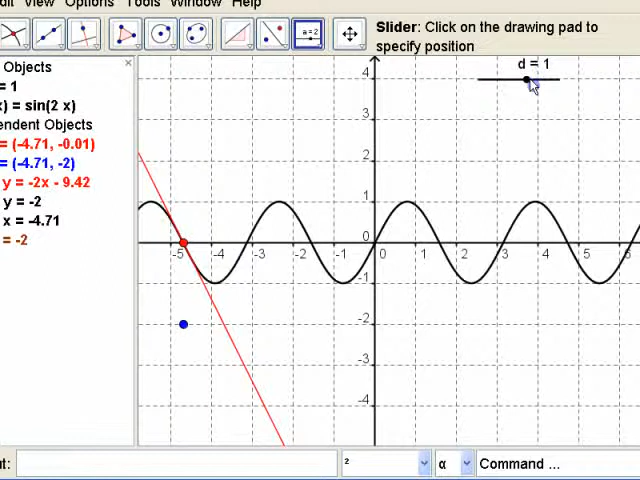 dit View Options Tools Window Help
a=2
Slider: Click on the drawing pad to
specify position
Objects
= 1
x) = sin(2 x)
endent Objects
= (-4.71, -0.01)
= (-4.71, -2)
y = -2x - 9.42
y = -2
x = -4.71
= -2
d = 1
4
3
2
1
0
-1
-2
-3
-4
-5 -4 -3 -2 -1 0 1 2 3 4 5 6
ut:
²
α
Command ...